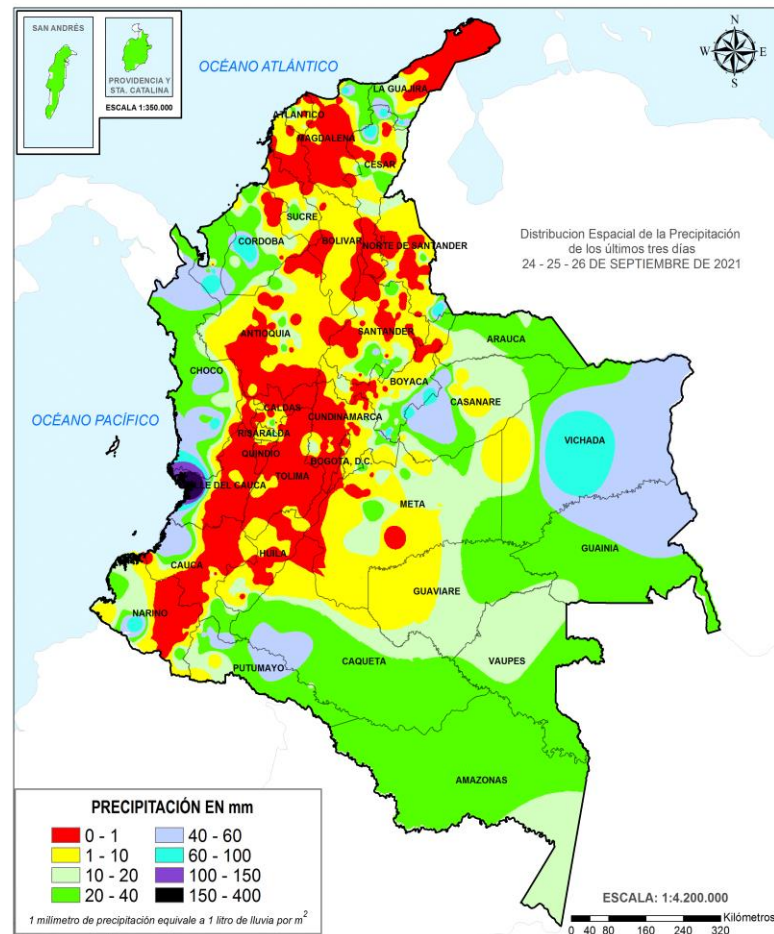 SAN ANDRÉS
PROVIDENCIA Y
STA. CATALINA
ESCALA 1:350.000
OCÉANO ATLÁNTICO
N
W E
S
LA GUAJIRA
ATLÁNTICO
MAGDALENA
CESAR
SUCRE
CORDOBA
BOLIVAR
NORTE DE SANTANDER
Distribucion Espacial de la Precipitación
de los últimos tres días
24 - 25 - 26 DE SEPTIEMBRE DE 2021
ANTIOQUIA
SANTANDER
ARAUCA
CHOCO
BOYACA
CASANARE
OCÉANO PACÍFICO
CALDAS
CUNDINAMARCA
RISARALDA
VICHADA
QUINDIO
BOGOTA, D.C.
TOLIMA
LE DEL CAUCA
META
GUAINIA
HUILA
CAUCA
GUAVIARE
NARIÑO
CAQUETA
VAUPES
PUTUMAYO
AMAZONAS
PRECIPITACIÓN EN mm
0 - 1 40 - 60
1 - 10 60 - 100
10 - 20 100 - 150
20 - 40 150 - 400
1 milímetro de precipitación equivale a 1 litro de lluvia por m²
ESCALA: 1:4.200.000
Kilómetros
0 40 80 160 240 320